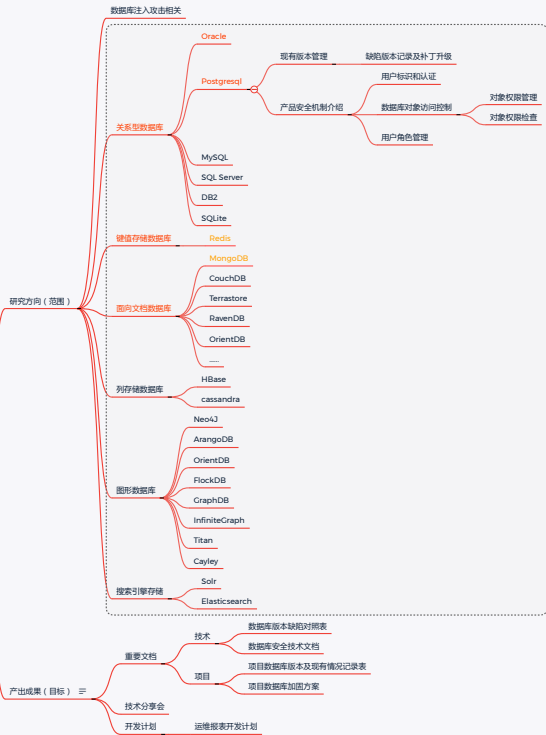 数据库注入攻击相关
Oracle
现有版本管理
缺陷版本记录及补丁升级
Postgresql
用户标识和认证
对象权限管理
产品安全机制介绍
数据库对象访问控制
对象权限检查
关系型数据库
用户角色管理
MySQL
SQL Server
DB2
SQLite
键值存储数据库
Redis
MongoDB
CouchDB
研究方向（范围）
Terrastore
面向文档数据库
RavenDB
OrientDB
......
HBase
列存储数据库
cassandra
Neo4J
ArangoDB
OrientDB
FlockDB
图形数据库
GraphDB
InfiniteGraph
Titan
Cayley
Solr
搜索引擎存储
Elasticsearch
数据库版本缺陷对照表
技术
数据库安全技术文档
重要文档
项目数据库版本及现有情况记录表
项目
项目数据库加固方案
产出成果（目标）
技术分享会
开发计划
运维报表开发计划